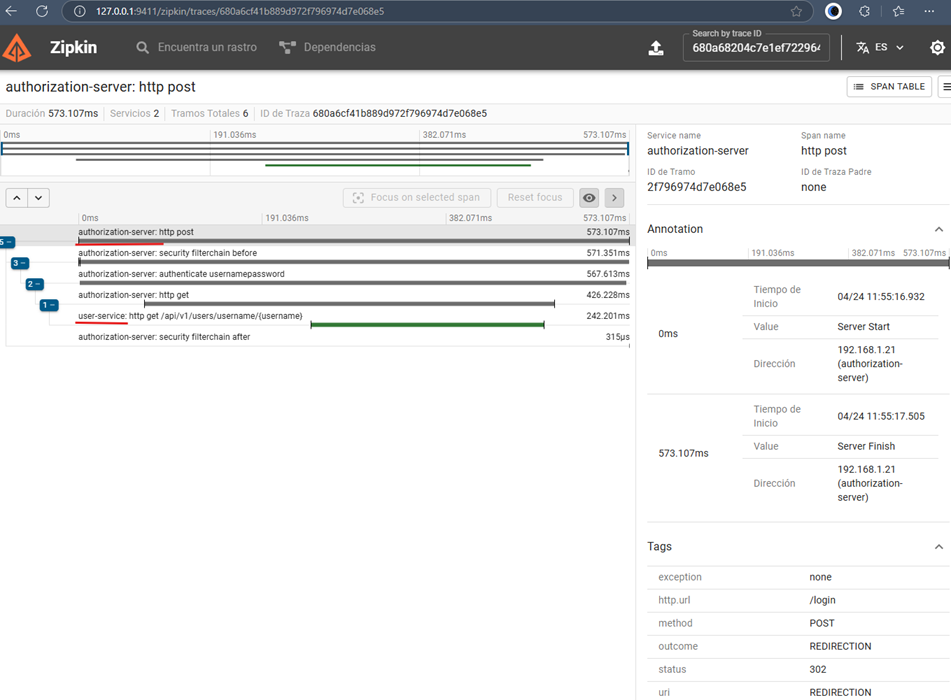 127.0.0.1:9411/zipkin/traces/680a6cf41b889d972f796974d7e068e5
Zipkin
Encuentra un rastro
Dependencias
Search by trace ID
680a68204c7e1ef722964
ES
authorization-server: http post
SPAN TABLE
Duración 573.107ms Servicios 2 Tramos Totales 6 ID de Traza 680a6cf41b889d972f796974d7e068e5
0ms 191.036ms 382.071ms 573.107ms
Focus on selected span
Reset focus
0ms 191.036ms 382.071ms 573.107ms
authorization-server: http post 573.107ms
5
authorization-server: security filterchain before 571.351ms
3
authorization-server: authenticate usernamepassword 567.613ms
2
authorization-server: http get 426.228ms
1
user-service: http get /api/v1/users/username/{username} 242.201ms
authorization-server: security filterchain after 315µs
Service name Span name
authorization-server http post
ID de Tramo ID de Traza Padre
2f796974d7e068e5 none
Annotation
0ms 191.036ms 382.071ms 573.107ms
0ms
Tiempo de
Inicio
04/24 11:55:16.932
Value Server Start
Dirección
192.168.1.21
(authorization-
server)
573.107ms
Tiempo de
Inicio
04/24 11:55:17.505
Value Server Finish
Dirección
192.168.1.21
(authorization-
server)
Tags
exception none
http.url /login
method POST
outcome REDIRECTION
status 302
uri REDIRECTION